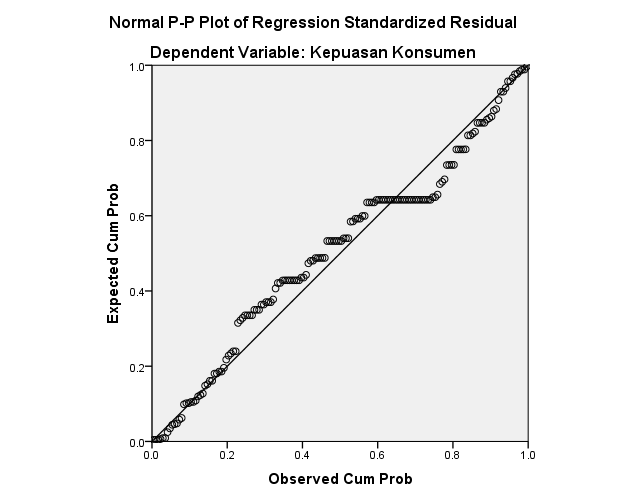 Normal P-P Plot of Regression Standardized Residual
Dependent Variable: Kepuasan Konsumen
Expected Cum Prob
1.0
0.8
0.6
0.4
0.2
0.0
0.0 0.2 0.4 0.6 0.8 1.0
Observed Cum Prob